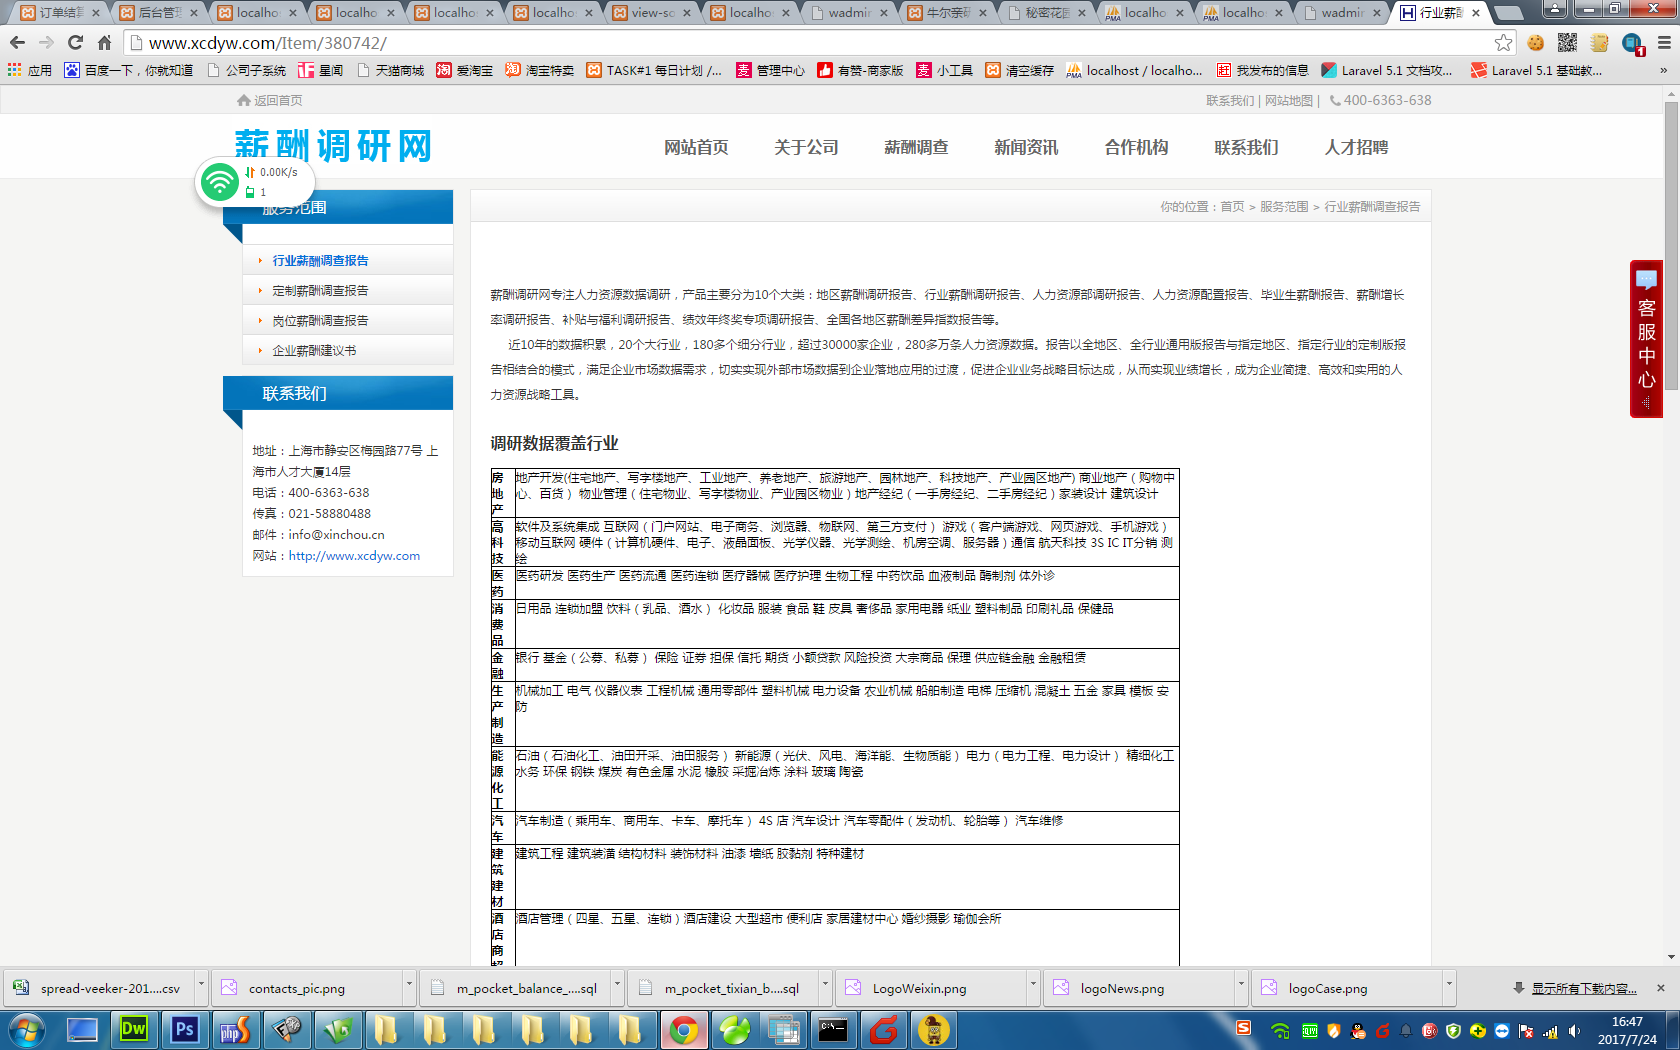 订单结算
后台管理
localho
localho
localho
localho
view-so
localho
wadmin
牛尔亲研
秘密花园
localho
localho
wadmin
行业薪酬
www.xcdyw.com/Item/380742/
应用 百度一下，你就知道 公司子系统 星闻 天猫商城 爱淘宝 淘宝特卖 TASK#1 每日计划 /... 管理中心 有赞-商家版 小工具 清空缓存 localhost / localho... 我发布的信息 Laravel 5.1 文档攻... Laravel 5.1 基础教... »
返回首页
联系我们 | 网站地图 | 400-6363-638
薪酬调研网
网站首页 关于公司 薪酬调查 新闻资讯 合作机构 联系我们 人才招聘
0.00K/s
1
服务范围
行业薪酬调查报告
定制薪酬调查报告
岗位薪酬调查报告
企业薪酬建议书
联系我们
地址：上海市静安区梅园路77号 上
海市人才大厦14层
电话：400-6363-638
传真：021-58880488
邮件：info@xinchou.cn
网站：http://www.xcdyw.com
你的位置：首页 > 服务范围 > 行业薪酬调查报告
薪酬调研网专注人力资源数据调研，产品主要分为10个大类：地区薪酬调研报告、行业薪酬调研报告、人力资源部调研报告、人力资源配置报告、毕业生薪酬报告、薪酬增长
率调研报告、补贴与福利调研报告、绩效年终奖专项调研报告、全国各地区薪酬差异指数报告等。
近10年的数据积累，20个大行业，180多个细分行业，超过30000家企业，280多万条人力资源数据。报告以全地区、全行业通用版报告与指定地区、指定行业的定制版报
告相结合的模式，满足企业市场数据需求，切实实现外部市场数据到企业落地应用的过渡，促进企业业务战略目标达成，从而实现业绩增长，成为企业简捷、高效和实用的人
力资源战略工具。
调研数据覆盖行业
房地产
地产开发(住宅地产、写字楼地产、工业地产、养老地产、旅游地产、园林地产、科技地产、产业园区地产) 商业地产（购物中
心、百货） 物业管理（住宅物业、写字楼物业、产业园区物业）地产经纪（一手房经纪、二手房经纪）家装设计 建筑设计
高科技
软件及系统集成 互联网（门户网站、电子商务、浏览器、物联网、第三方支付） 游戏（客户端游戏、网页游戏、手机游戏）
移动互联网 硬件（计算机硬件、电子、液晶面板、光学仪器、光学测绘、机房空调、服务器）通信 航天科技 3S IC IT分销 测
绘
医药
医药研发 医药生产 医药流通 医药连锁 医疗器械 医疗护理 生物工程 中药饮品 血液制品 酶制剂 体外诊
消费品
日用品 连锁加盟 饮料（乳品、酒水） 化妆品 服装 食品 鞋 皮具 奢侈品 家用电器 纸业 塑料制品 印刷礼品 保健品
金融
银行 基金（公募、私募） 保险 证券 担保 信托 期货 小额贷款 风险投资 大宗商品 保理 供应链金融 金融租赁
生产制造
机械加工 电气 仪器仪表 工程机械 通用零部件 塑料机械 电力设备 农业机械 船舶制造 电梯 压缩机 混凝土 五金 家具 模板 安
防
能源化工
石油（石油化工、油田开采、油田服务） 新能源（光伏、风电、海洋能、生物质能） 电力（电力工程、电力设计） 精细化工
水务 环保 钢铁 煤炭 有色金属 水泥 橡胶 采掘冶炼 涂料 玻璃 陶瓷
汽车
汽车制造（乘用车、商用车、卡车、摩托车） 4S 店 汽车设计 汽车零配件（发动机、轮胎等） 汽车维修
建筑建材
建筑工程 建筑装潢 结构材料 装饰材料 油漆 墙纸 胶黏剂 特种建材
酒店商超
酒店管理（四星、五星、连锁）酒店建设 大型超市 便利店 家居建材中心 婚纱摄影 瑜伽会所
客服中心
spread-veeker-201....csv
contacts_pic.png
m_pocket_balance_....sql
m_pocket_tixian_b....sql
LogoWeixin.png
logoNews.png
logoCase.png
显示所有下载内容...
16:47
2017/7/24